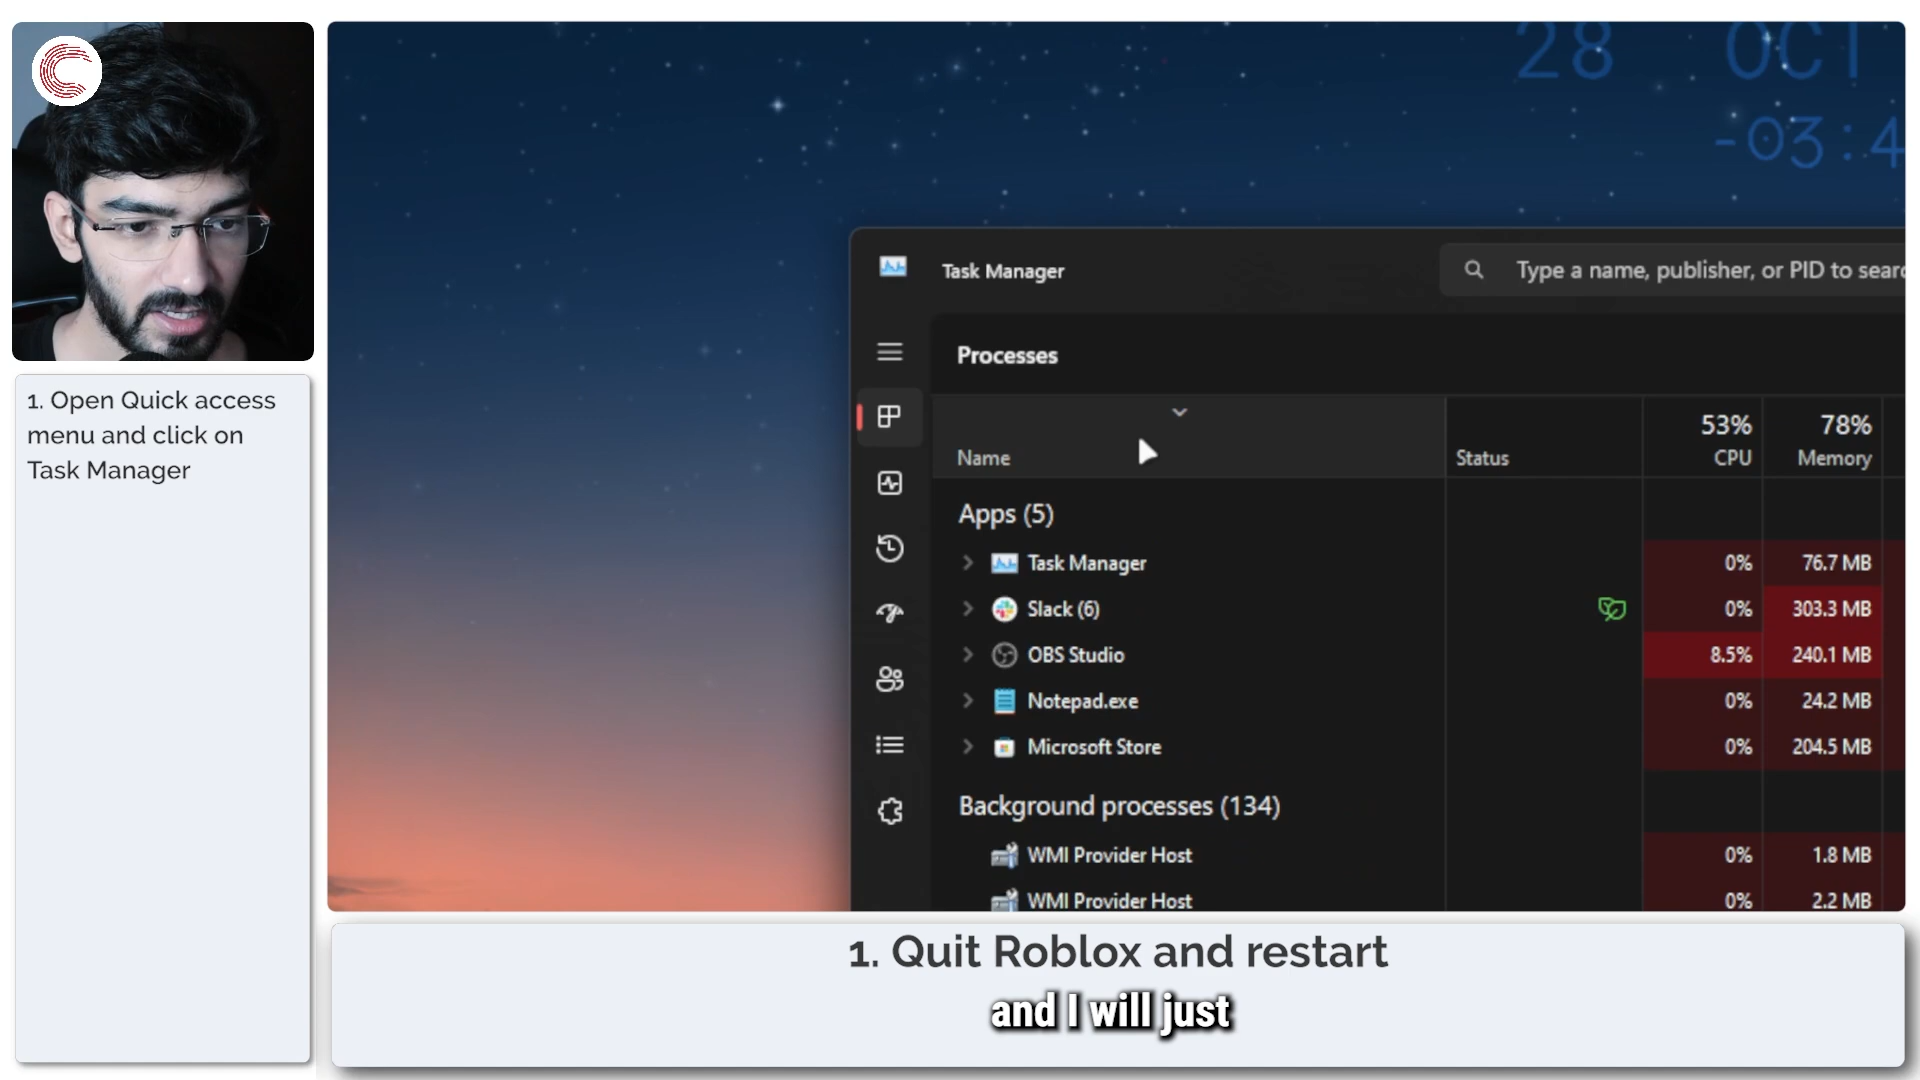 28 OCT
-03:4
1. Open Quick access
menu and click on
Task Manager
Task Manager
Type a name, publisher, or PID to searc
Processes
Name
Status
53%
CPU
78%
Memory
Apps (5)
Task Manager 0% 76.7 MB
Slack (6) 0% 303.3 MB
OBS Studio 8.5% 240.1 MB
Notepad.exe 0% 24.2 MB
Microsoft Store 0% 204.5 MB
Background processes (134)
WMI Provider Host 0% 1.8 MB
WMI Provider Host 0% 2.2 MB
1. Quit Roblox and restart
and I will just